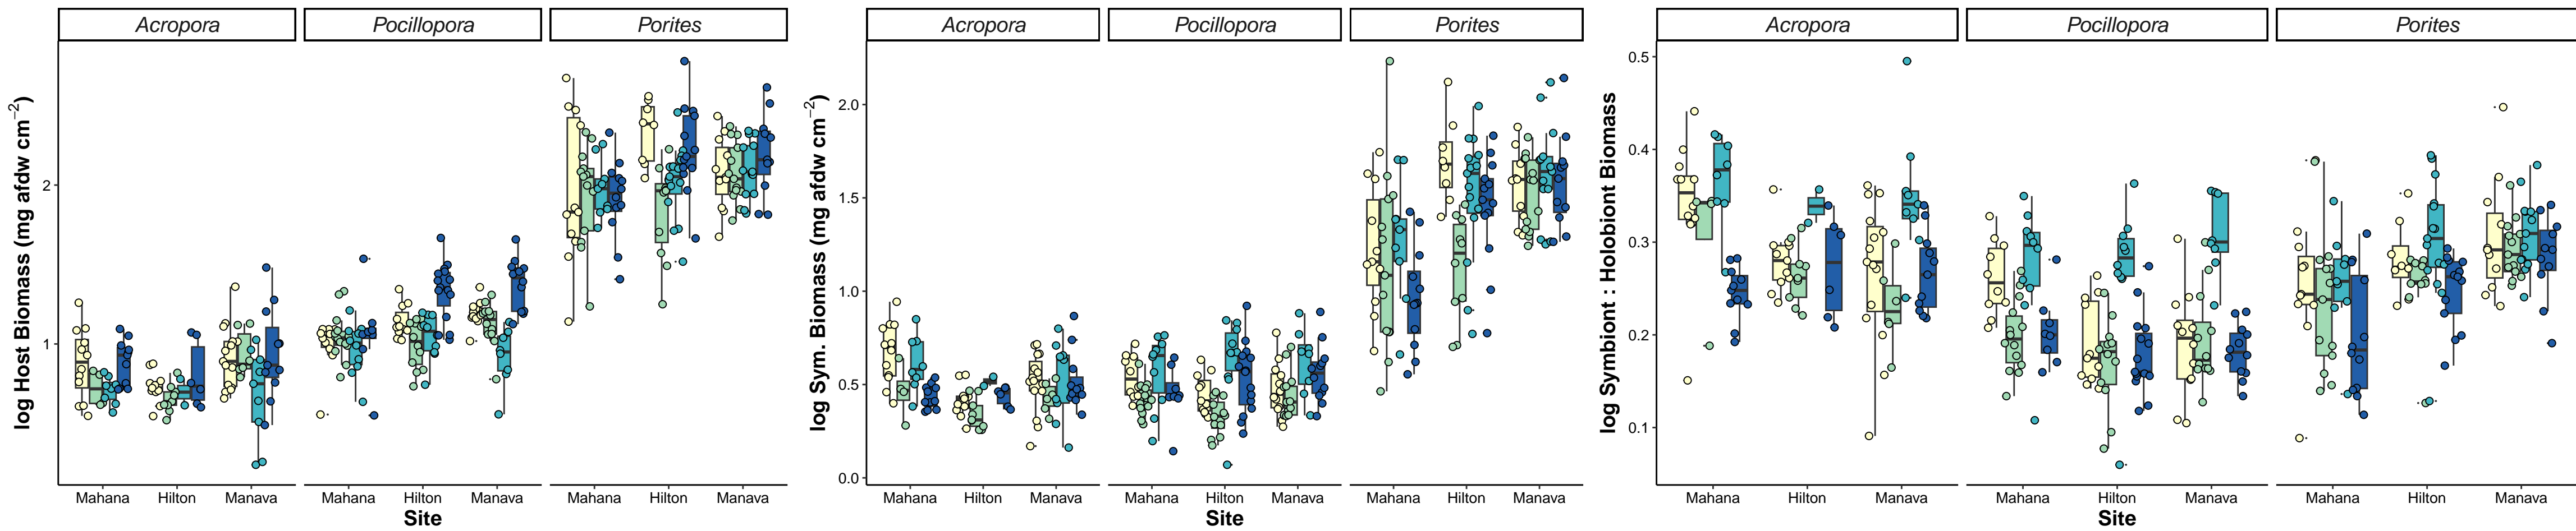 Acropora Pocillopora Porites
log Host Biomass (mg afdw cm⁻²)
2
1
Mahana Hilton Manava Mahana Hilton Manava Mahana Hilton Manava
Site
Acropora Pocillopora Porites
log Sym. Biomass (mg afdw cm⁻²)
2.0
1.5
1.0
0.5
0.0
Mahana Hilton Manava Mahana Hilton Manava Mahana Hilton Manava
Site
Acropora Pocillopora Porites
log Symbiont : Holobiont Biomass
0.5
0.4
0.3
0.2
0.1
Mahana Hilton Manava Mahana Hilton Manava Mahana Hilton Manava
Site